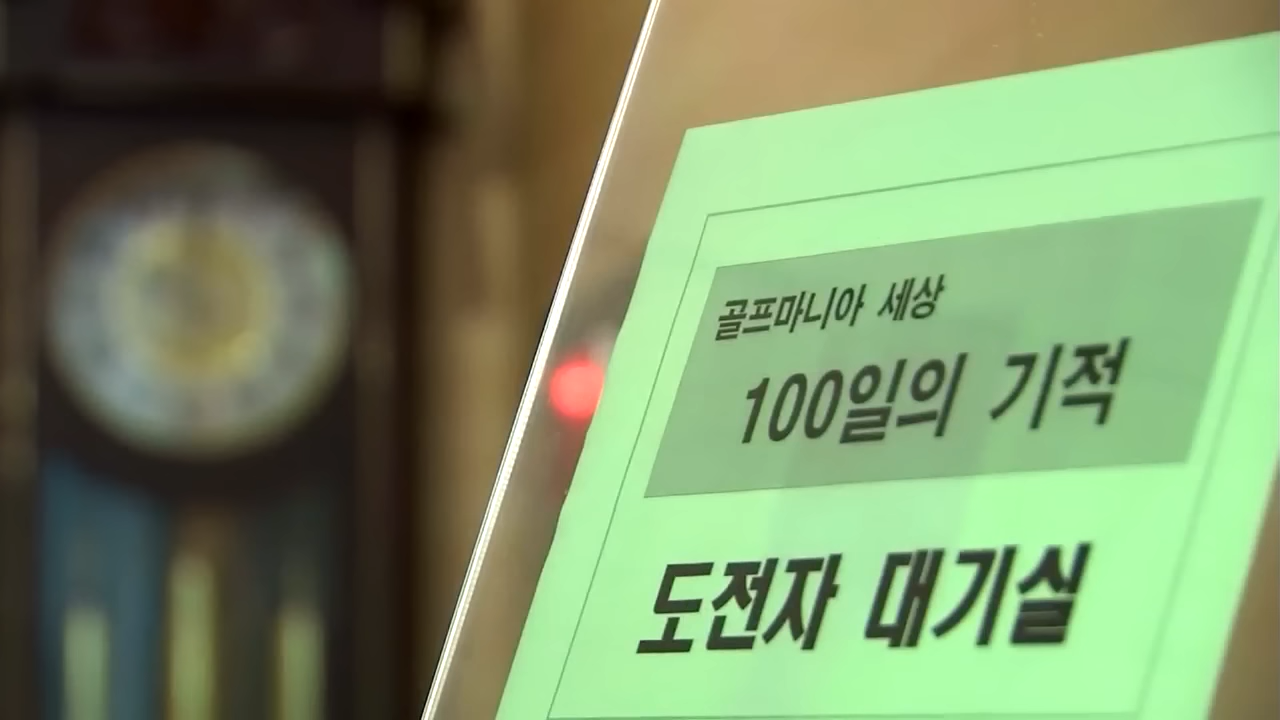 골프마니아 세상
100일의 기적
도전자 대기실